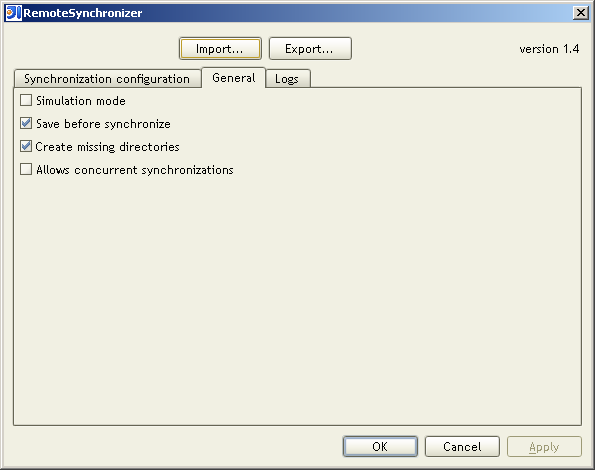 RemoteSynchronizer
Import... Export... version 1.4
Synchronization configuration General Logs
Simulation mode
Save before synchronize
Create missing directories
Allows concurrent synchronizations
OK Cancel Apply